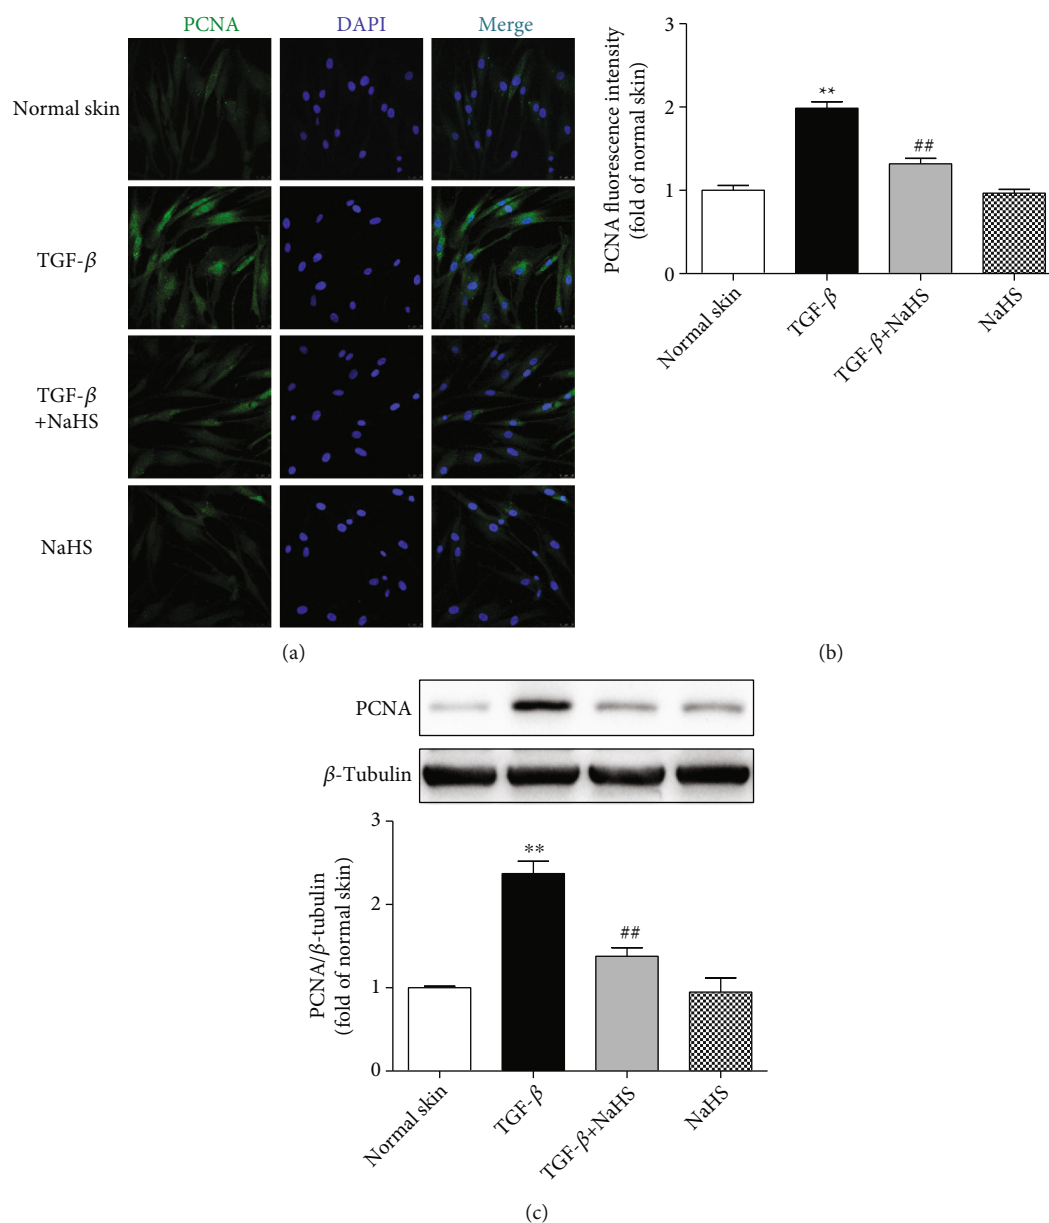 PCNA
DAPI
Merge
Normal skin
TGF-β
TGF-β
+NaHS
NaHS
(a)
PCNA fluorescence intensity
(fold of normal skin)
3
2
1
0
**
##
Normal skin
TGF-β
TGF-β+NaHS
NaHS
(b)
PCNA
β-Tubulin
PCNA/β-tubulin
(fold of normal skin)
3
2
1
0
**
##
Normal skin
TGF-β
TGF-β+NaHS
NaHS
(c)